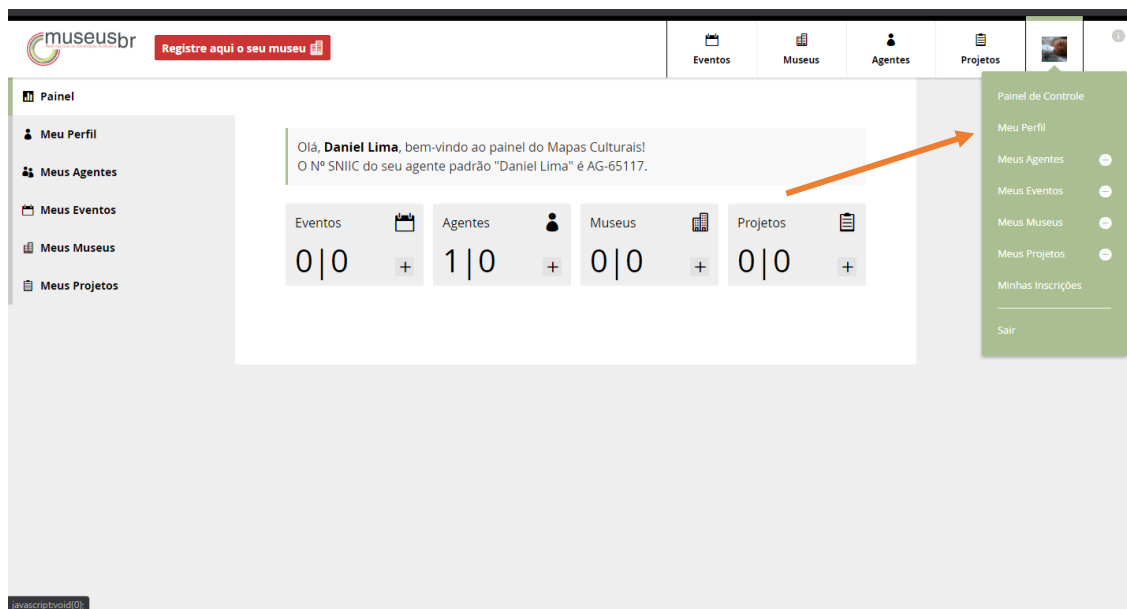 museusbr
Registre aqui o seu museu
Eventos
Museus
Agentes
Projetos
Painel
Meu Perfil
Meus Agentes
Meus Eventos
Meus Museus
Meus Projetos
Olá, Daniel Lima, bem-vindo ao painel do Mapas Culturais!
O Nº SNIIC do seu agente padrão "Daniel Lima" é AG-65117.
Eventos
0|0 +
Agentes
1|0 +
Museus
0|0 +
Projetos
0|0 +
Painel de Controle
Meu Perfil
Meus Agentes
Meus Eventos
Meus Museus
Meus Projetos
Minhas Inscrições
Sair
javascript:void(0);